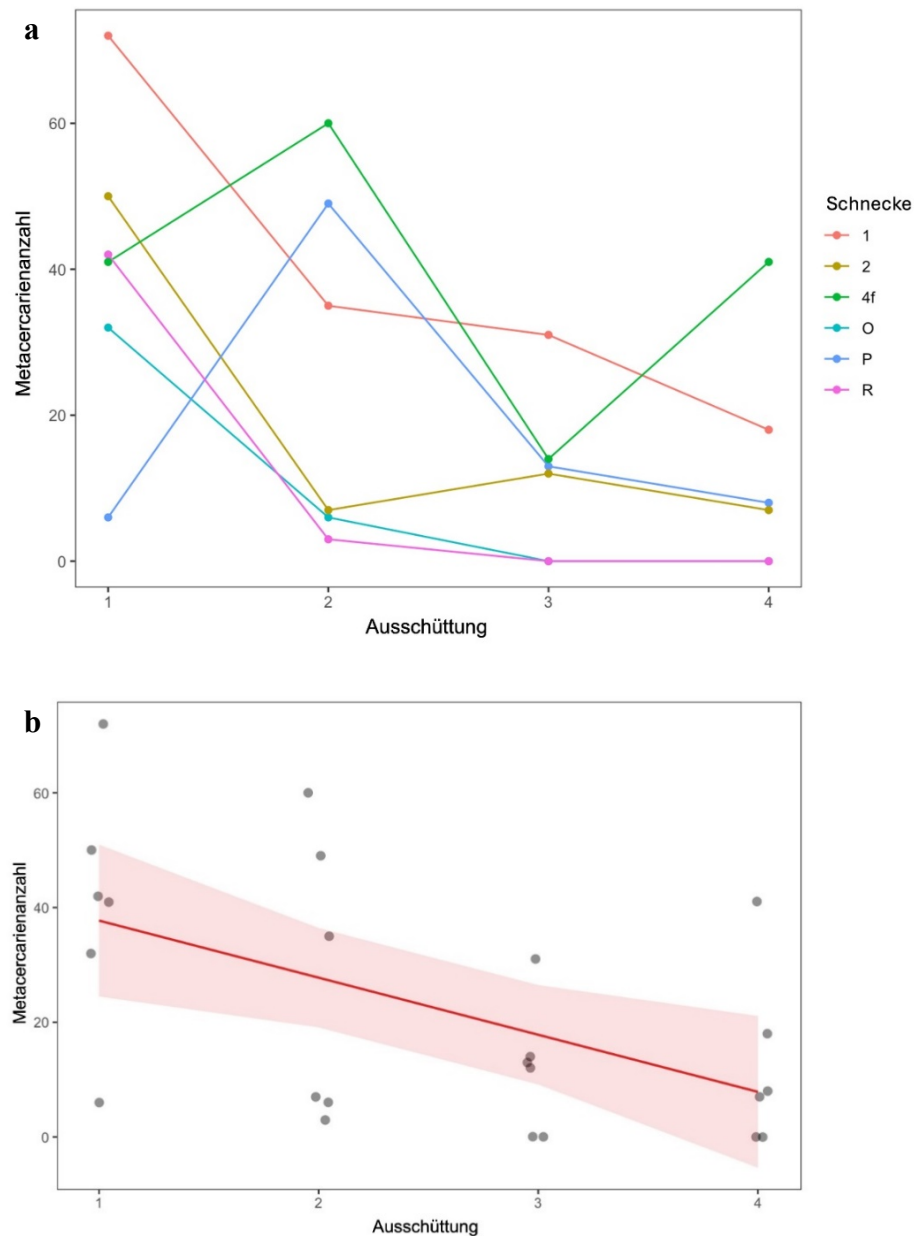 a
60
40
20
0
Metacercarienanzahl
1 2 3 4
Ausschüttung
Schnecke
1
2
4f
O
P
R
b
60
40
20
0
Metacercarienanzahl
1 2 3 4
Ausschüttung